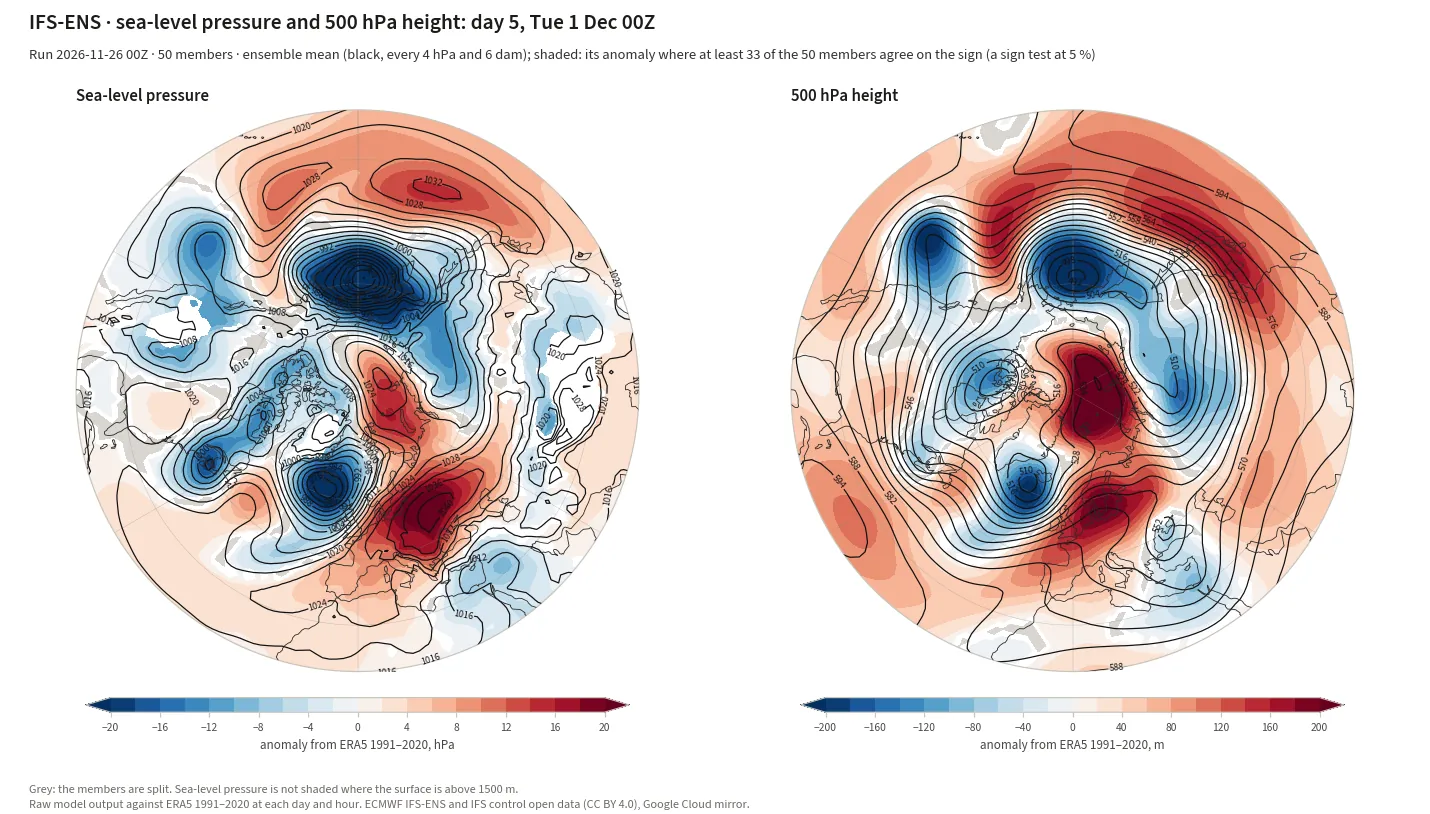 IFS-ENS · sea-level pressure and 500 hPa height: day 5, Tue 1 Dec 00Z
Run 2026-11-26 00Z · 50 members · ensemble mean (black, every 4 hPa and 6 dam); shaded: its anomaly where at least 33 of the 50 members agree on the sign (a sign test at 5 %)
Sea-level pressure
500 hPa height
−20 −16 −12 −8 −4 0 4 8 12 16 20
anomaly from ERA5 1991–2020, hPa
−200 −160 −120 −80 −40 0 40 80 120 160 200
anomaly from ERA5 1991–2020, m
Grey: the members are split. Sea-level pressure is not shaded where the surface is above 1500 m.
Raw model output against ERA5 1991–2020 at each day and hour. ECMWF IFS-ENS and IFS control open data (CC BY 4.0), Google Cloud mirror.